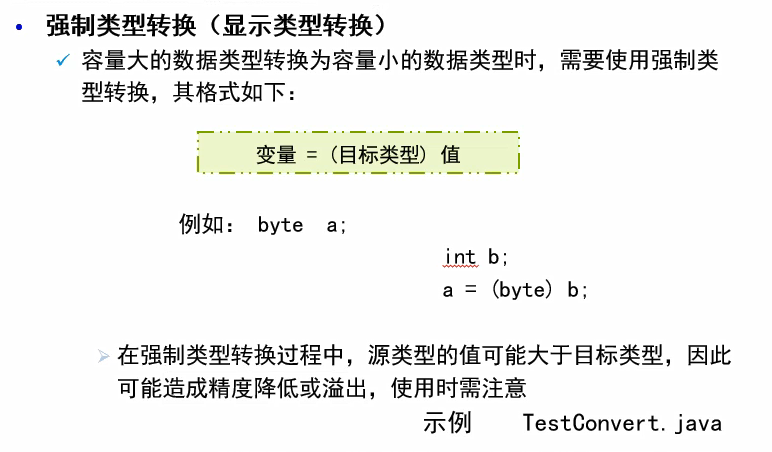 • 强制类型转换（显示类型转换）
✓ 容量大的数据类型转换为容量小的数据类型时，需要使用强制类
型转换，其格式如下：
变量 =（目标类型）值
例如： byte a;
int b;
a = (byte) b;
➢ 在强制类型转换过程中，源类型的值可能大于目标类型，因此
可能造成精度降低或溢出，使用时需注意
示例 TestConvert.java